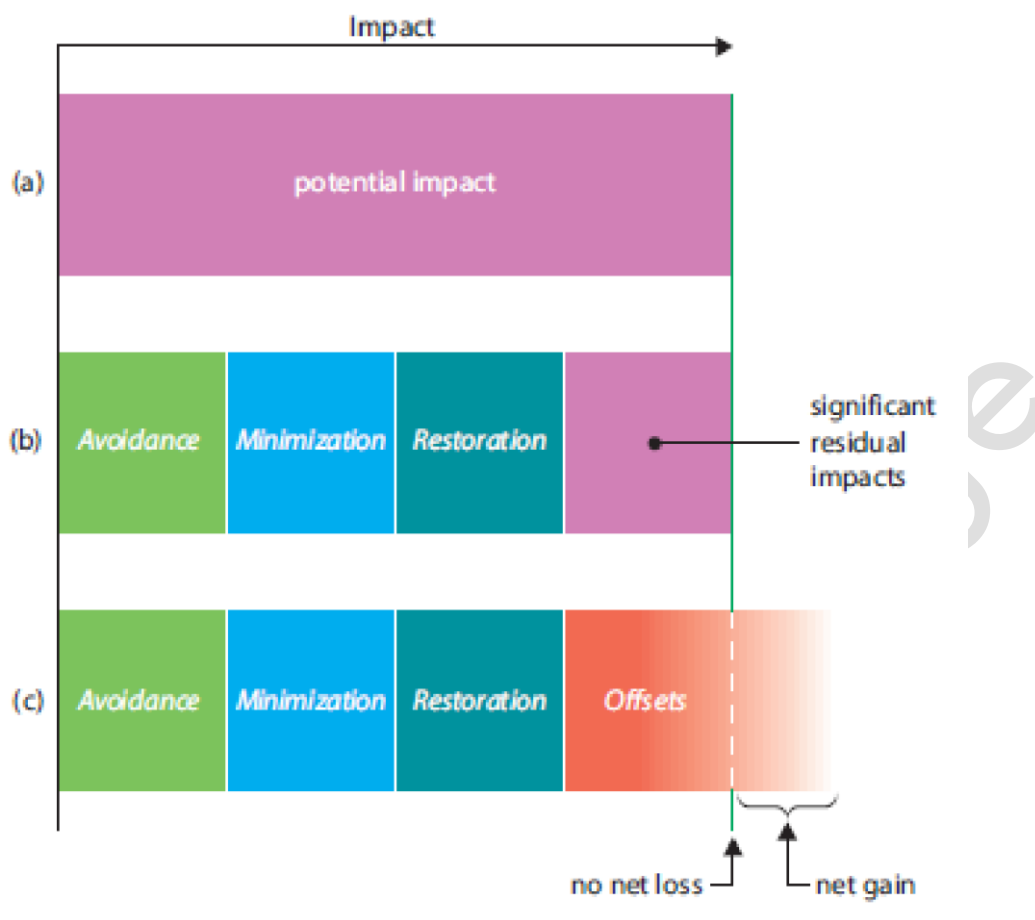 Impact
(a)
potential impact
(b)
Avoidance
Minimization
Restoration
significant
residual
impacts
(c)
Avoidance
Minimization
Restoration
Offsets
no net loss
net gain